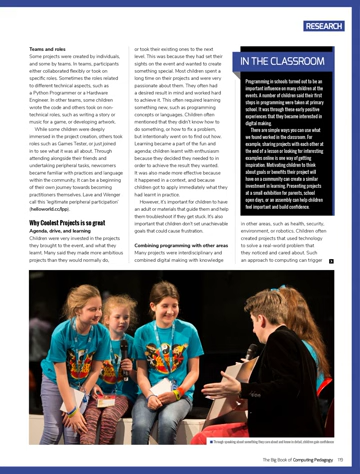 RESEARCH
Teams and roles
Some projects were created by individuals,
and some by teams. In teams, participants
either collaborated flexibly or took on
specific roles. Sometimes the roles related
to different technical aspects, such as
a Python Programmer or a Hardware
Engineer. In other teams, some children
wrote the code and others took on non-
technical roles, such as writing a story or
music for a game, or developing artwork.
While some children were deeply
immersed in the project creation, others took
roles such as Games Tester, or just joined
in to see what it was all about. Through
attending alongside their friends and
undertaking peripheral tasks, newcomers
became familiar with practices and language
within the community. It can be a beginning
of their own journey towards becoming
practitioners themselves. Lave and Wenger
call this 'legitimate peripheral participation'
Why Coolest Projects is so great
Agenda, drive, and learning
Children were very invested in the projects
they brought to the event, and what they
learnt. Many said they made more ambitious
projects than they would normally do,
or took their existing ones to the next
level. This was because they had set their
sights on the event and wanted to create
something special. Most children spent a
long time on their projects and were very
passionate about them. They often had
a desired result in mind and worked hard
to achieve it. This often required learning
something new, such as programming
concepts or languages. Children often
mentioned that they didn't know how to
do something, or how to fix a problem,
but intentionally went on to find out how.
Learning became a part of the fun and
agenda; children learnt with enthusiasm
because they decided they needed to in
order to achieve the result they wanted.
It was also made more effective because
it happened in a context, and because
children got to apply immediately what they
had learnt in practice.
However, it's important for children to have
an adult or materials that guide them and help
them troubleshoot if they get stuck. It's also
important that children don't set unachievable
goals that could cause frustration.
Combining programming with other areas
Many projects were interdisciplinary and
combined digital making with knowledge
IN THE CLASSROOM
Programming in schools turned out to be an
important influence on many children at the
events. A number of children said their first
steps in programming were taken at primary
school. It was through these early positive
experiences that they became interested in
digital making.
There are simple ways you can use what
we found worked in the classroom. For
example, sharing projects with each other at
the end of a lesson or looking for interesting
examples online is one way of getting
inspiration. Motivating children to think
about goals or benefits their project will
have on a community can create a similar
investment in learning. Presenting projects
at a small exhibition for parents, school
open days, or an assembly can help children
feel important and build confidence.
in other areas, such as health, security,
environment, or robotics. Children often
created projects that used technology
to solve a real-world problem that
they noticed and cared about. Such
an approach to computing can trigger
Through speaking about something they care about and know in detail, children gain confidence
The Big Book of Computing Pedagogy 119